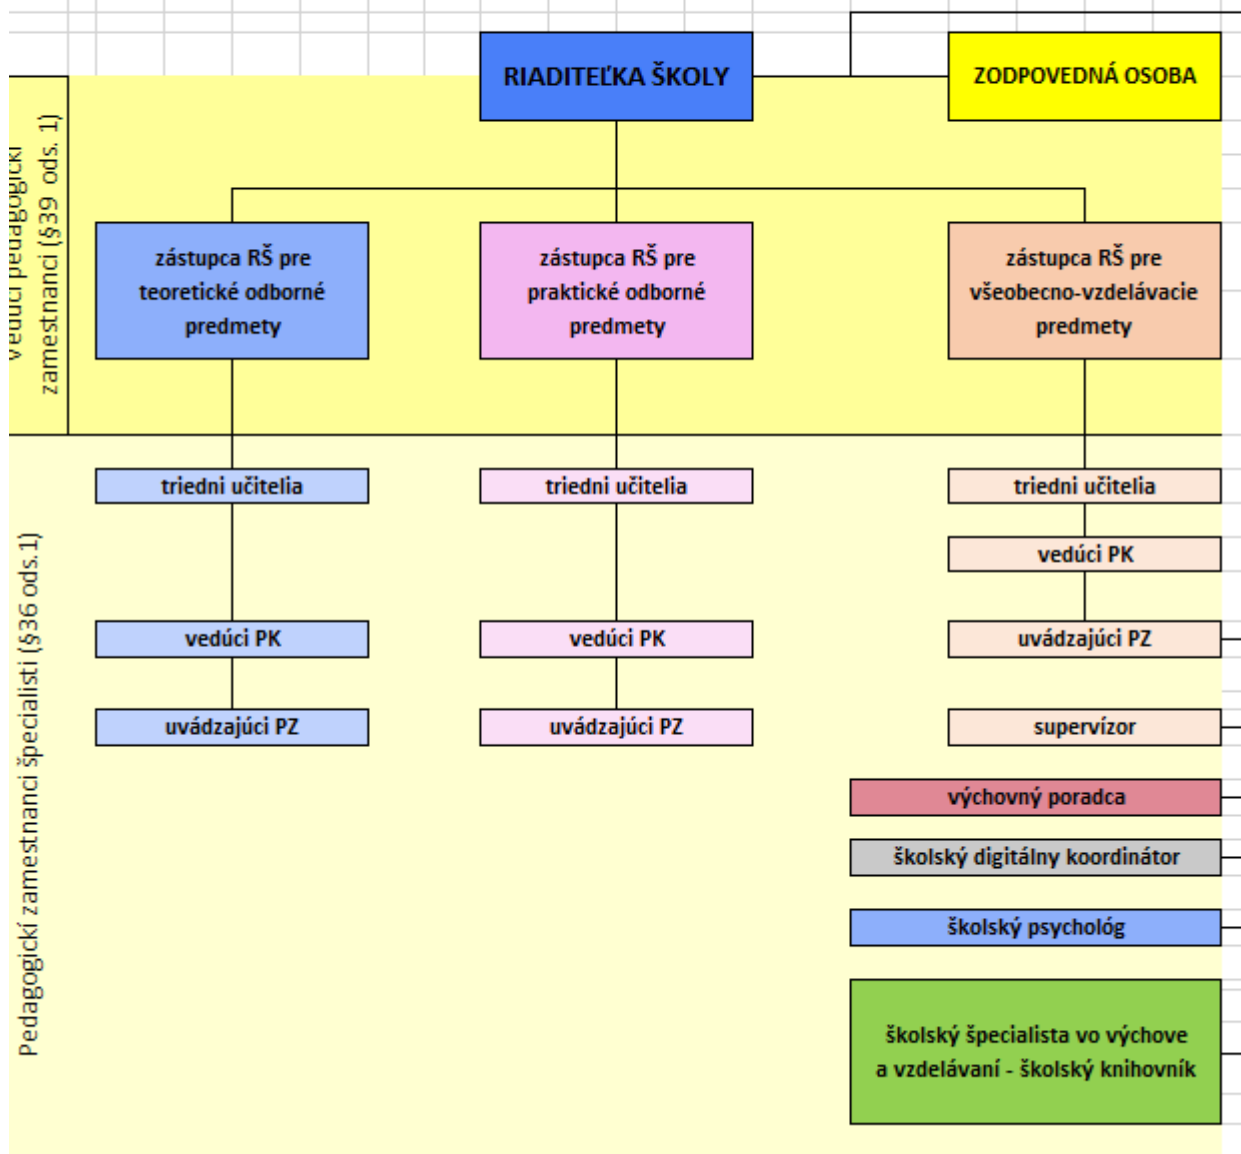 RIADITEĽKA ŠKOLY
ZODPOVEDNÁ OSOBA
vedúci pedagogickí
zamestnanci (§39 ods. 1)
zástupca RŠ pre
teoretické odborné
predmety
zástupca RŠ pre
praktické odborné
predmety
zástupca RŠ pre
všeobecno-vzdelávacie
predmety
Pedagogickí zamestnanci špecialisti (§36 ods.1)
triedni učitelia
triedni učitelia
triedni učitelia
vedúci PK
vedúci PK
vedúci PK
uvádzajúci PZ
uvádzajúci PZ
uvádzajúci PZ
supervízor
výchovný poradca
školský digitálny koordinátor
školský psychológ
školský špecialista vo výchove
a vzdelávaní - školský knihovník